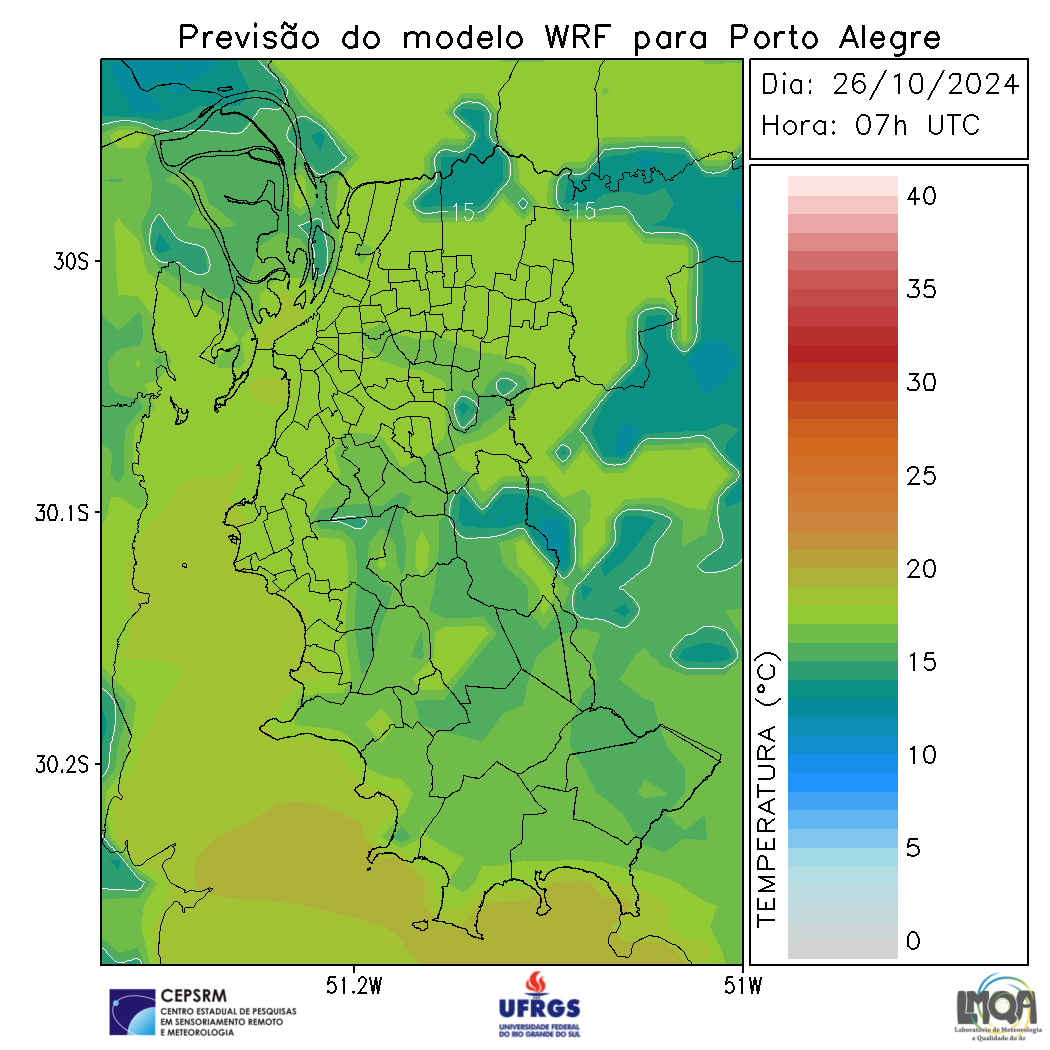 Previsão do modelo WRF para Porto Alegre
Dia: 26/10/2024
Hora: 07h UTC
40
35
30
25
20
15
10
5
0
TEMPERATURA (°C)
30S
30.1S
30.2S
51.2W
51W
15
15
CEPSRM
CENTRO ESTADUAL DE PESQUISAS
EM SENSORIAMENTO REMOTO
E METEOROLOGIA
UFRGS
UNIVERSIDADE FEDERAL
DO RIO GRANDE DO SUL
LMQA
Laboratório de Meteorologia
e Qualidade do Ar